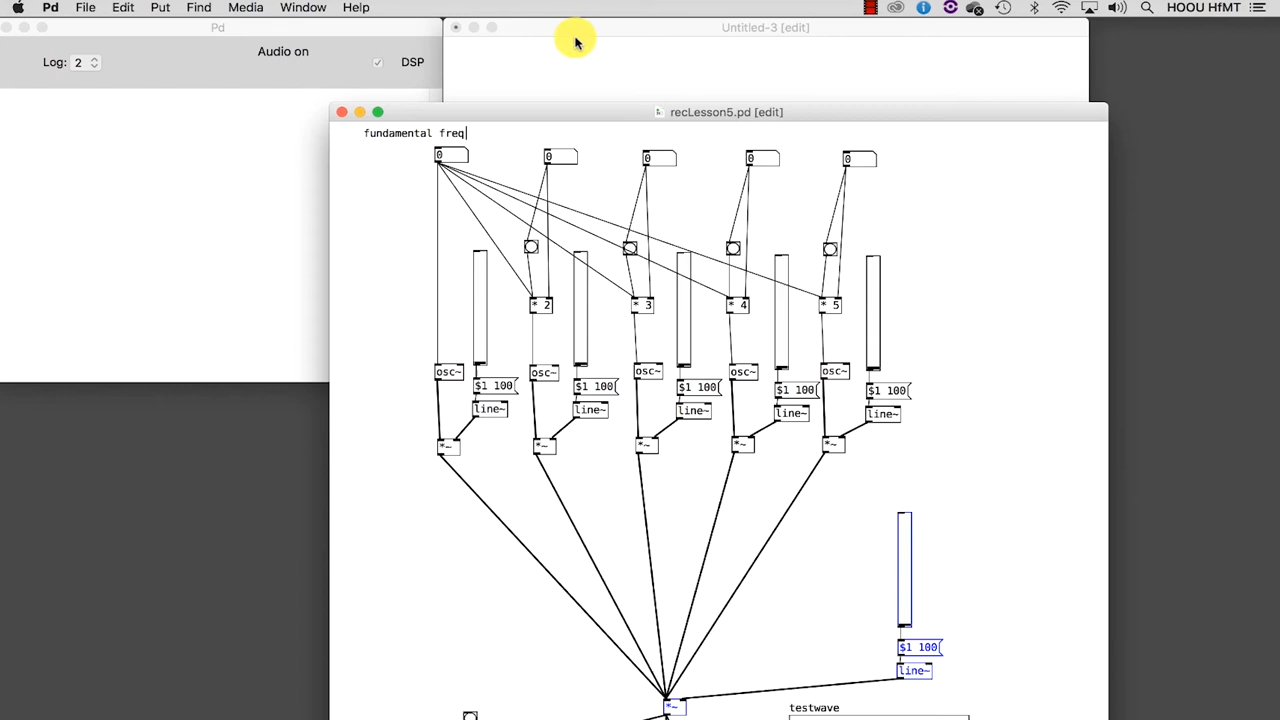 Pd File Edit Put Find Media Window Help HOOU HfMT
Pd
Untitled-3 [edit]
Audio on
Log: 2 DSP
recLesson5.pd [edit]
fundamental freq
0 0 0 0 0
* 2 * 3 * 4 * 5
osc~ osc~ osc~ osc~ osc~
$1 100 $1 100 $1 100 $1 100 $1 100
line~ line~ line~ line~ line~
*~ *~ *~ *~ *~
$1 100
line~
*~
testwave